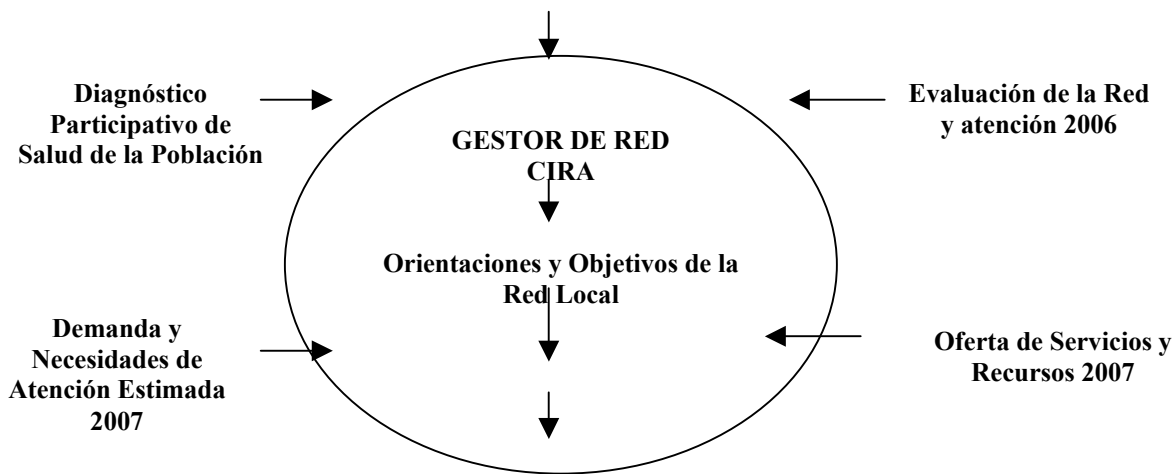 Diagnóstico
Participativo de
Salud de la Población
GESTOR DE RED
CIRA
Evaluación de la Red
y atención 2006
Orientaciones y Objetivos de la
Red Local
Demanda y
Necesidades de
Atención Estimada
2007
Oferta de Servicios y
Recursos 2007